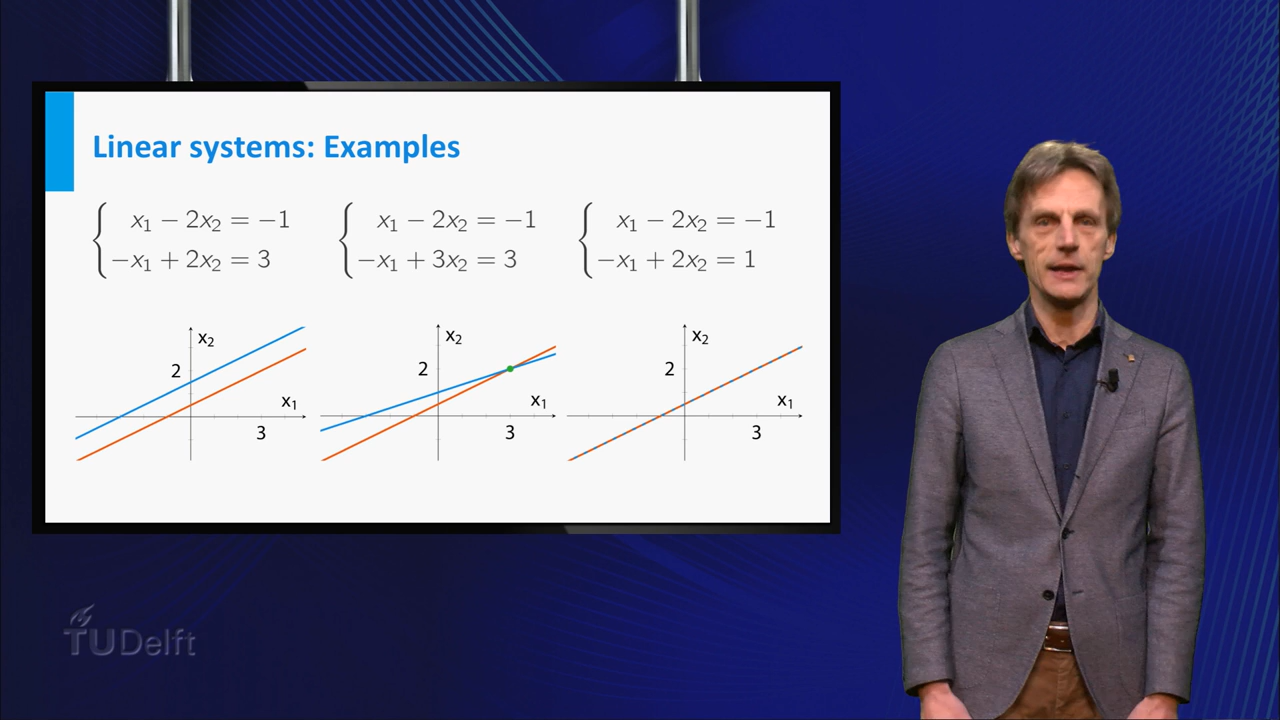 Linear systems: Examples
x₁ − 2x₂ = −1
−x₁ + 2x₂ = 3
x₁ − 2x₂ = −1
−x₁ + 3x₂ = 3
x₁ − 2x₂ = −1
−x₁ + 2x₂ = 1
x₂
2
x₁
3
x₂
2
x₁
3
x₂
2
x₁
3
TUDelft